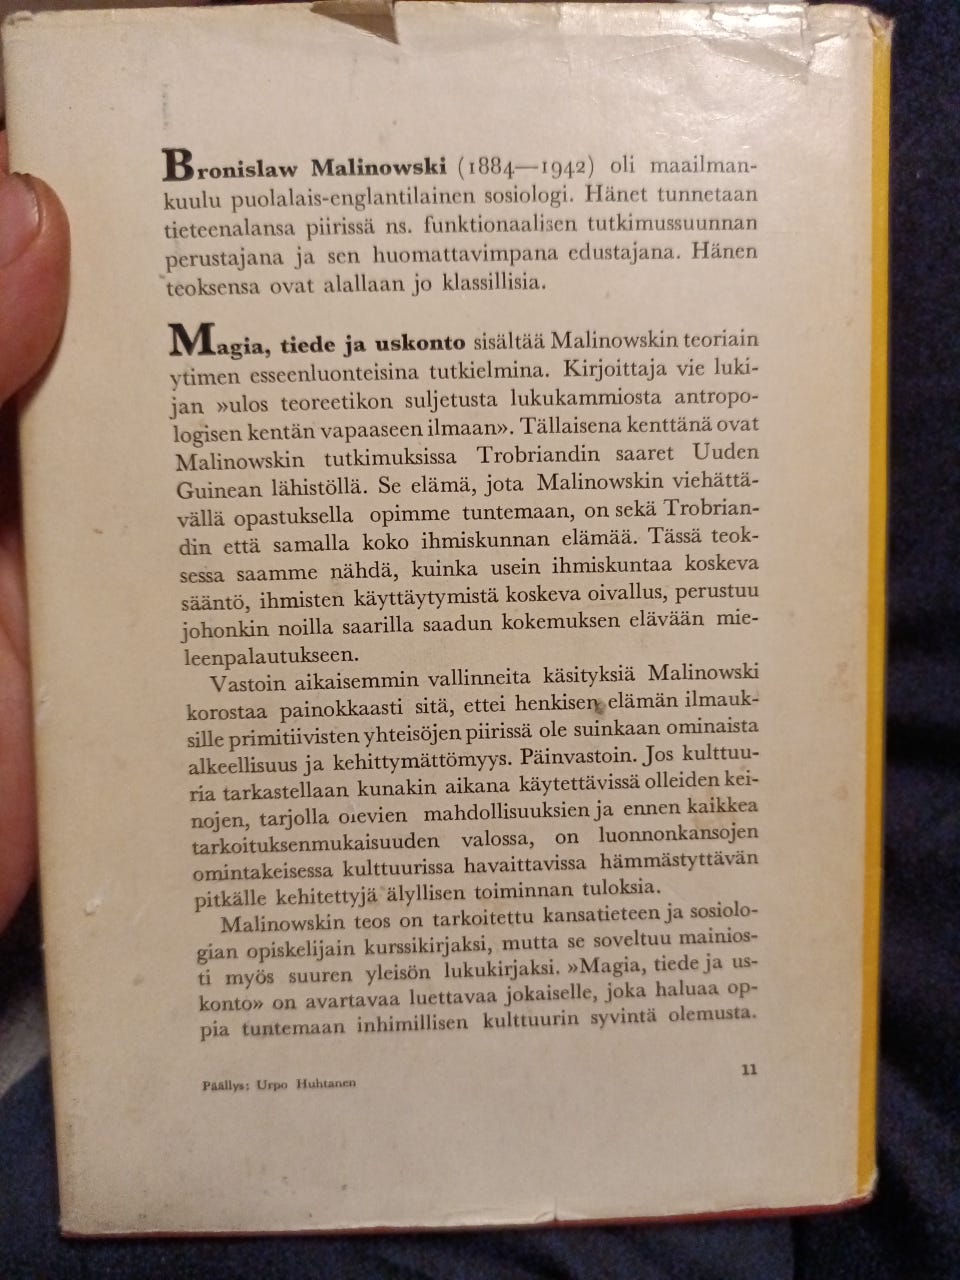 Bronislaw Malinowski (1884—1942) oli maailman-
kuulu puolalais-englantilainen sosiologi. Hänet tunnetaan
tieteenalansa piirissä ns. funktionaalisen tutkimussuunnan
perustajana ja sen huomattavimpana edustajana. Hänen
teoksensa ovat alallaan jo klassillisia.
Magia, tiede ja uskonto sisältää Malinowskin teoriain
ytimen esseenluonteisina tutkielmina. Kirjoittaja vie luki-
jan »ulos teoreetikon suljetusta lukukammiosta antropo-
logisen kentän vapaaseen ilmaan». Tällaisena kenttänä ovat
Malinowskin tutkimuksissa Trobriandin saaret Uuden
Guinean lähistöllä. Se elämä, jota Malinowskin viehättä-
vällä opastuksella opimme tuntemaan, on sekä Trobrian-
din että samalla koko ihmiskunnan elämää. Tässä teok-
sessa saamme nähdä, kuinka usein ihmiskuntaa koskeva
sääntö, ihmisten käyttäytymistä koskeva oivallus, perustuu
johonkin noilla saarilla saadun kokemuksen elävään mie-
leenpalautukseen.
Vastoin aikaisemmin vallinneita käsityksiä Malinowski
korostaa painokkaasti sitä, ettei henkisen elämän ilmauk-
sille primitiivisten yhteisöjen piirissä ole suinkaan ominaista
alkeellisuus ja kehittymättömyys. Päinvastoin. Jos kulttuu-
ria tarkastellaan kunakin aikana käytettävissä olleiden kei-
nojen, tarjolla olevien mahdollisuuksien ja ennen kaikkea
tarkoituksenmukaisuuden valossa, on luonnonkansojen
omintakeisessa kulttuurissa havaittavissa hämmästyttävän
pitkälle kehitettyjä älyllisen toiminnan tuloksia.
Malinowskin teos on tarkoitettu kansatieteen ja sosiolo-
gian opiskelijain kurssikirjaksi, mutta se soveltuu mainios-
ti myös suuren yleisön lukukirjaksi. »Magia, tiede ja us-
konto» on avartavaa luettavaa jokaiselle, joka haluaa op-
pia tuntemaan inhimillisen kulttuurin syvintä olemusta.
11
Päällys: Urpo Huhtanen